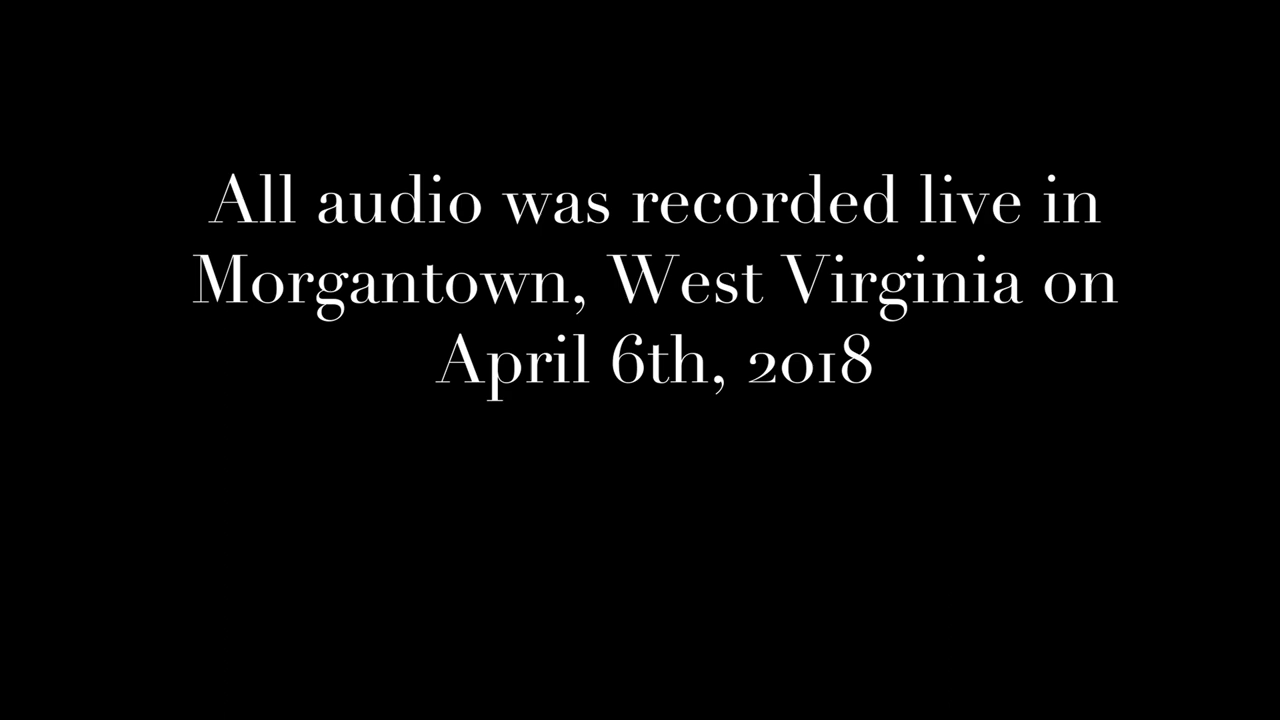 All audio was recorded live in
Morgantown, West Virginia on
April 6th, 2018